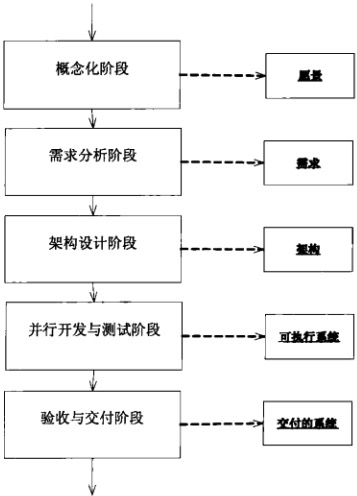 概念化阶段
愿景
需求分析阶段
需求
架构设计阶段
架构
并行开发与测试阶段
可执行系统
验收与交付阶段
交付的系统